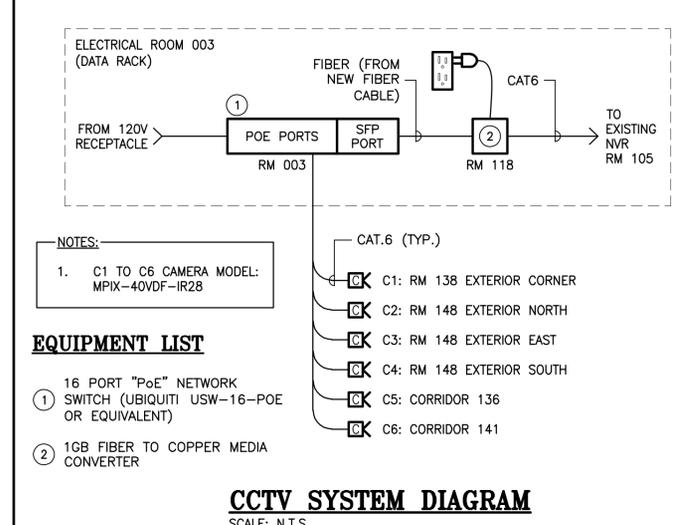 ELECTRICAL ROOM 003
(DATA RACK)
FIBER (FROM
NEW FIBER
CABLE)
CAT6
1
FROM 120V
RECEPTACLE
POE PORTS
SFP
PORT
2
TO
EXISTING
NVR
RM 105
RM 003
RM 118
NOTES:
1. C1 TO C6 CAMERA MODEL:
MPIX-40VDF-IR28
CAT.6 (TYP.)
C C1: RM 138 EXTERIOR CORNER
C C2: RM 148 EXTERIOR NORTH
C C3: RM 148 EXTERIOR EAST
C C4: RM 148 EXTERIOR SOUTH
C C5: CORRIDOR 136
C C6: CORRIDOR 141
EQUIPMENT LIST
1 16 PORT "PoE" NETWORK
SWITCH (UBIQUITI USW-16-POE
OR EQUIVALENT)
2 1GB FIBER TO COPPER MEDIA
CONVERTER
CCTV SYSTEM DIAGRAM
SCALE: N.T.S.